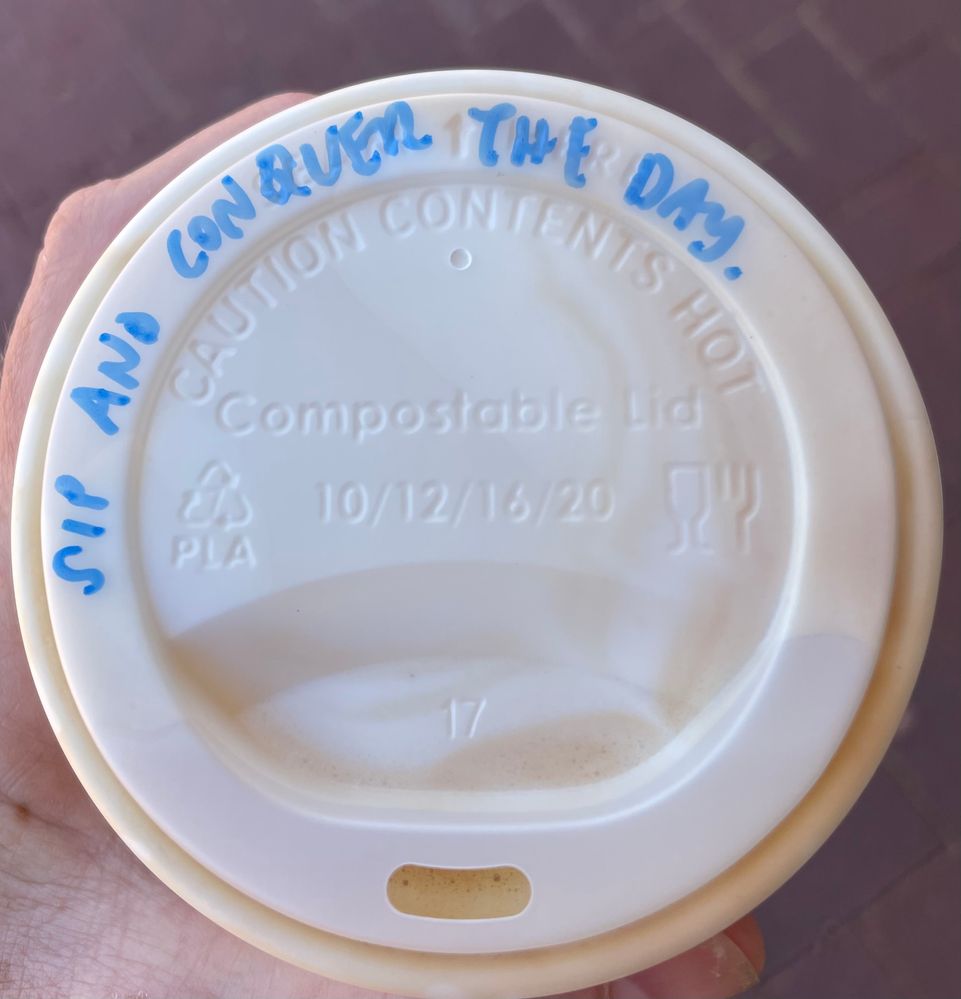 SIP AND CONQUER THE DAY.
CAUTION CONTENTS HOT
Compostable Lid
10/12/16/20
PLA
17